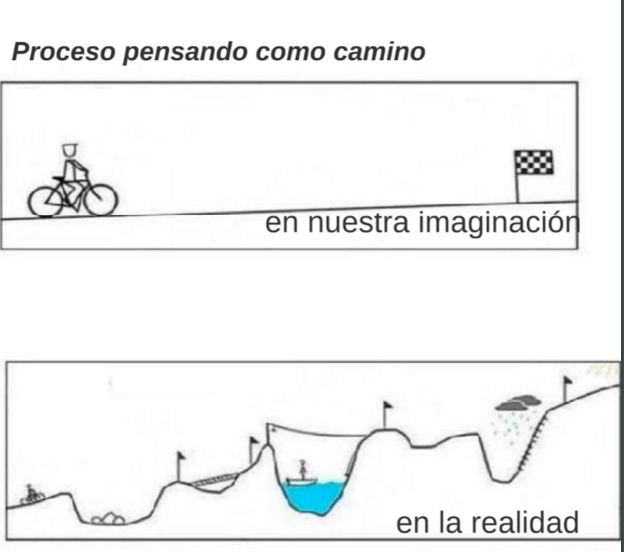 Proceso pensando como camino
en nuestra imaginación
en la realidad